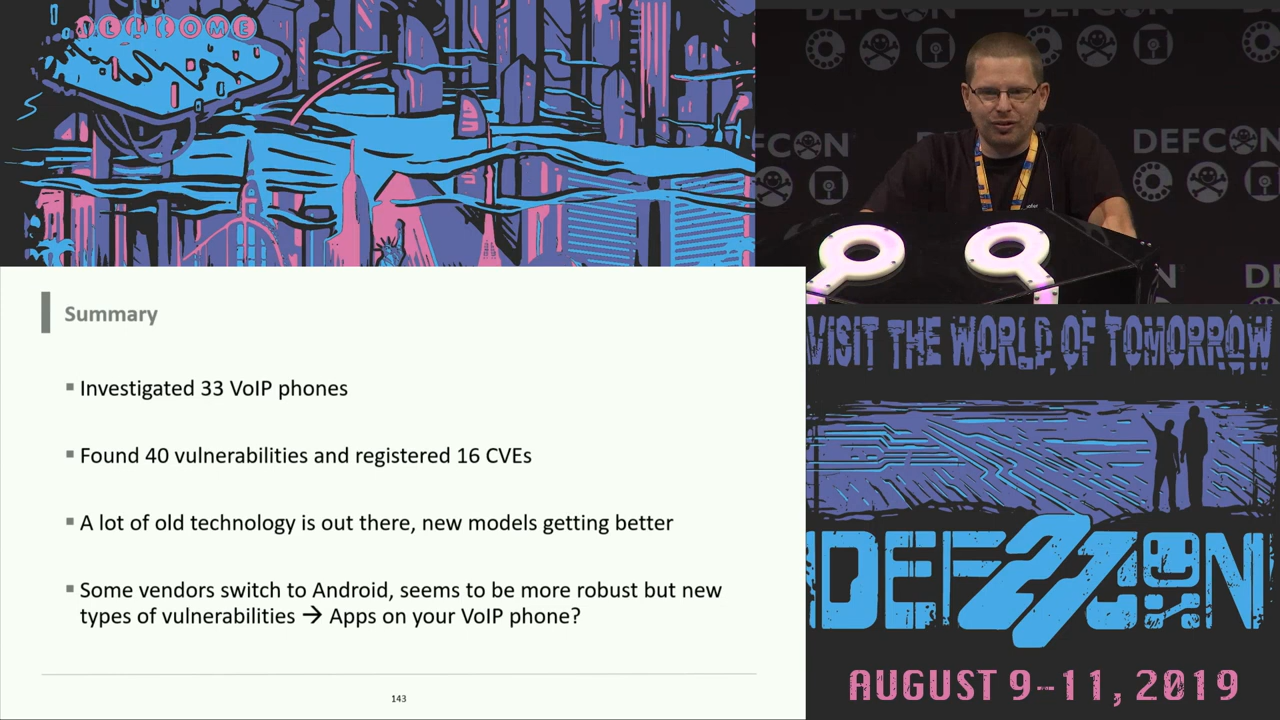 WELCOME
DEFCON
DEFCON
DEFCON
DEFCON
DEFCON
DE
Summary
Investigated 33 VoIP phones
Found 40 vulnerabilities and registered 16 CVEs
A lot of old technology is out there, new models getting better
Some vendors switch to Android, seems to be more robust but new
types of vulnerabilities → Apps on your VoIP phone?
143
VISIT THE WORLD OF TOMORROW
DEF27CON
AUGUST 9-11, 2019